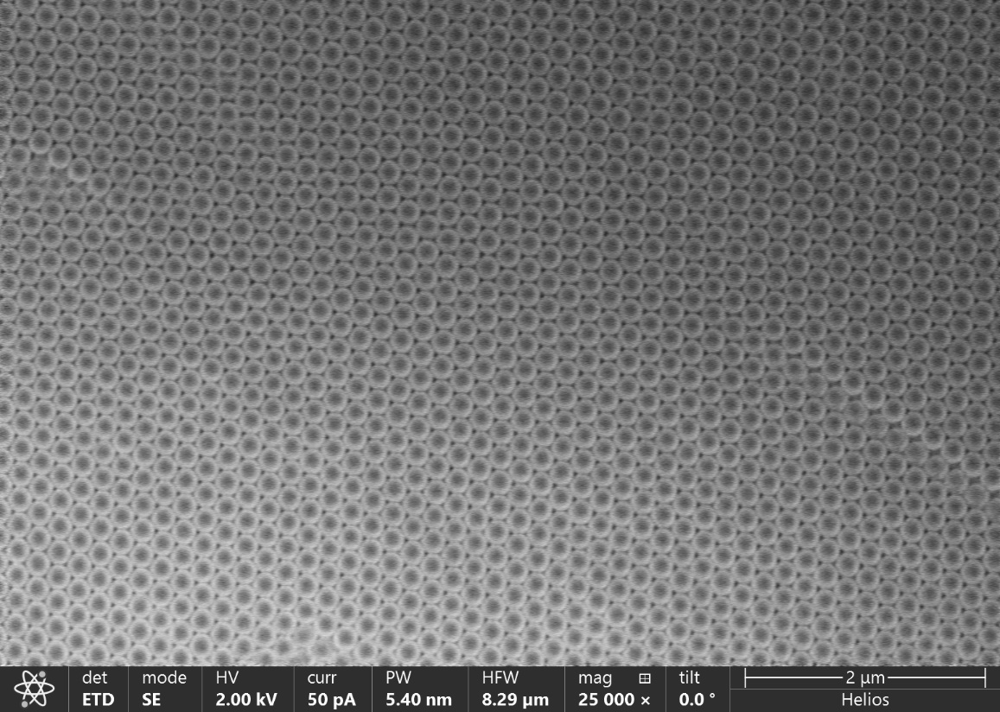 det mode HV curr PW HFW mag ⊞ tilt 2 µm
ETD SE 2.00 kV 50 pA 5.40 nm 8.29 µm 25 000 × 0.0 ° Helios